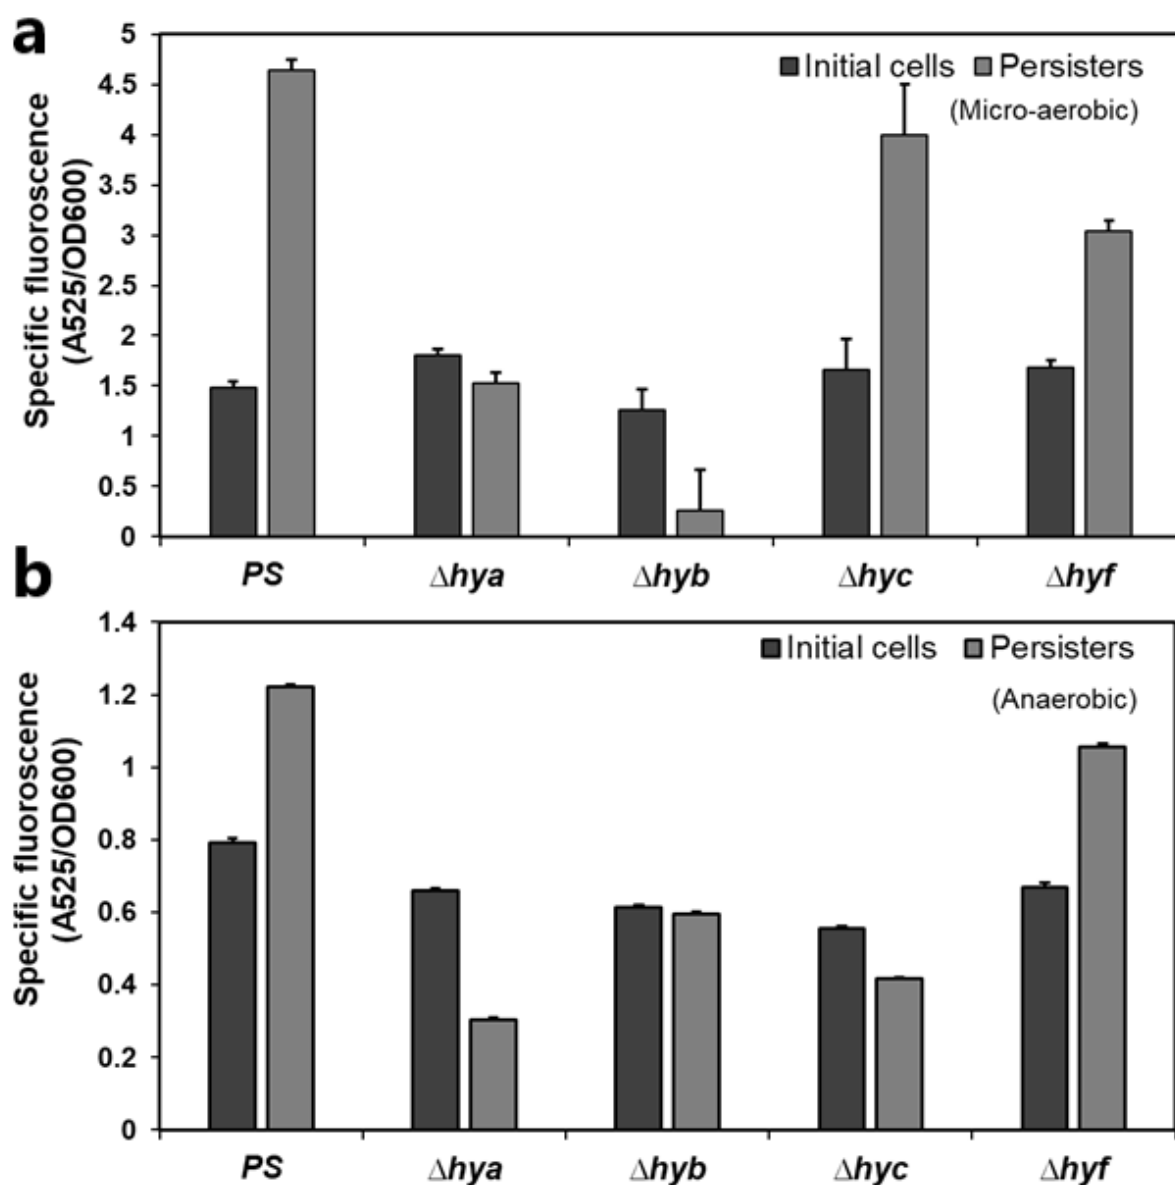 a
Specific fluoroscence
(A525/OD600)
5
4.5
4
3.5
3
2.5
2
1.5
1
0.5
0
Initial cells Persisters
(Micro-aerobic)
PS Δhya Δhyb Δhyc Δhyf
b
Specific fluoroscence
(A525/OD600)
1.4
1.2
1
0.8
0.6
0.4
0.2
0
Initial cells Persisters
(Anaerobic)
PS Δhya Δhyb Δhyc Δhyf